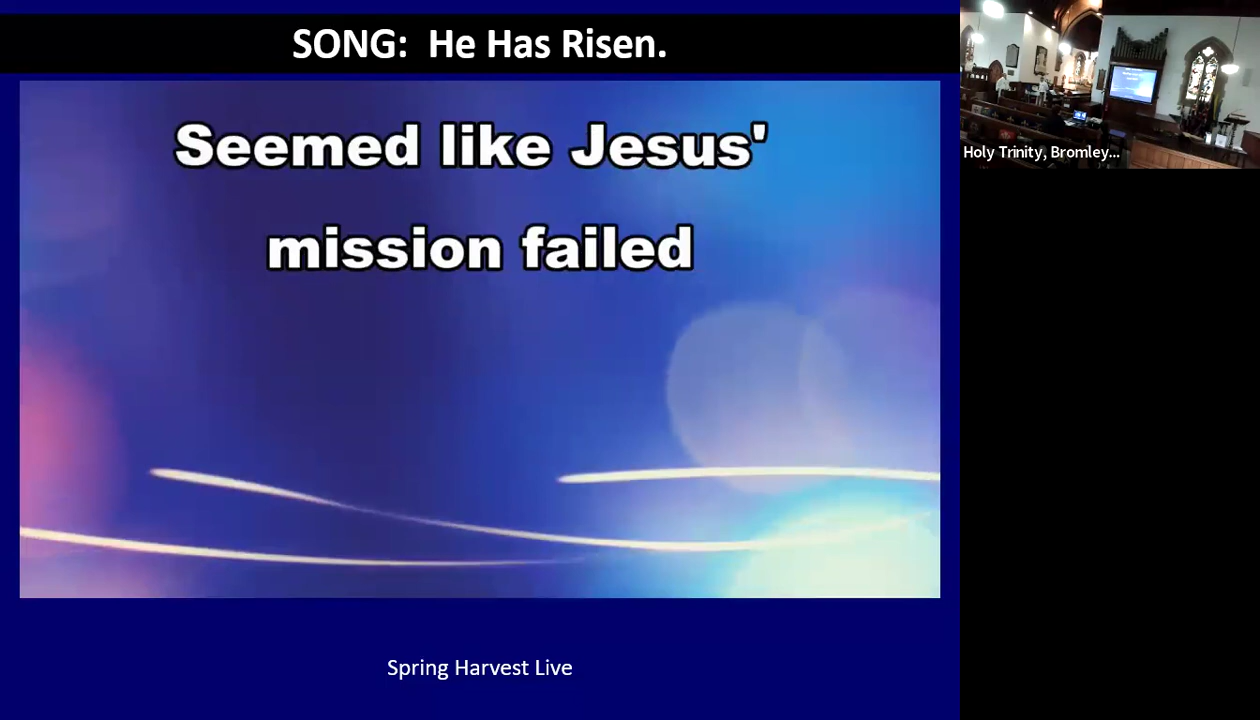 SONG:  He Has Risen.
Seemed like Jesus'
mission failed
Spring Harvest Live
Holy Trinity, Bromley...